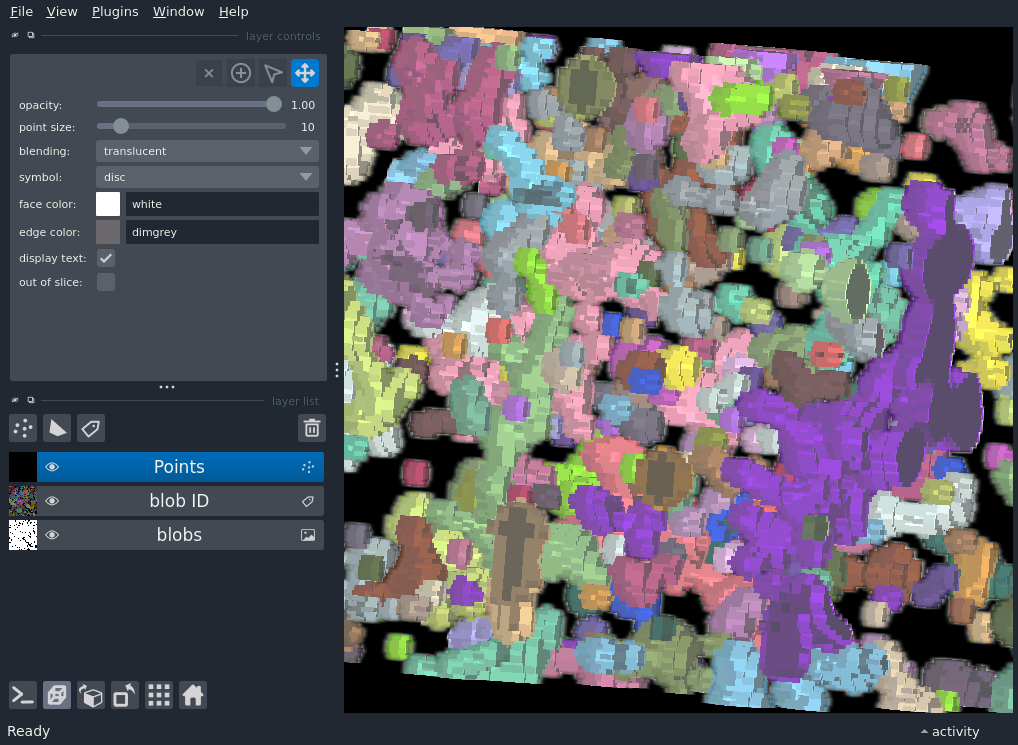 File View Plugins Window Help
layer controls
opacity: 1.00
point size: 10
blending: translucent
symbol: disc
face color: white
edge color: dimgrey
display text:
out of slice:
layer list
Points
blob ID
blobs
Ready
activity